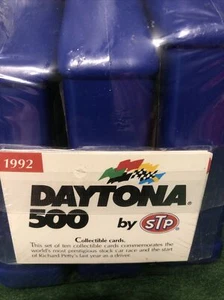 1992
DAYTONA
500 by STP
Collectible cards.
This set of ten collectible cards commemorates the
world's most prestigious stock car race and the start
of Richard Petty's last year as a driver.